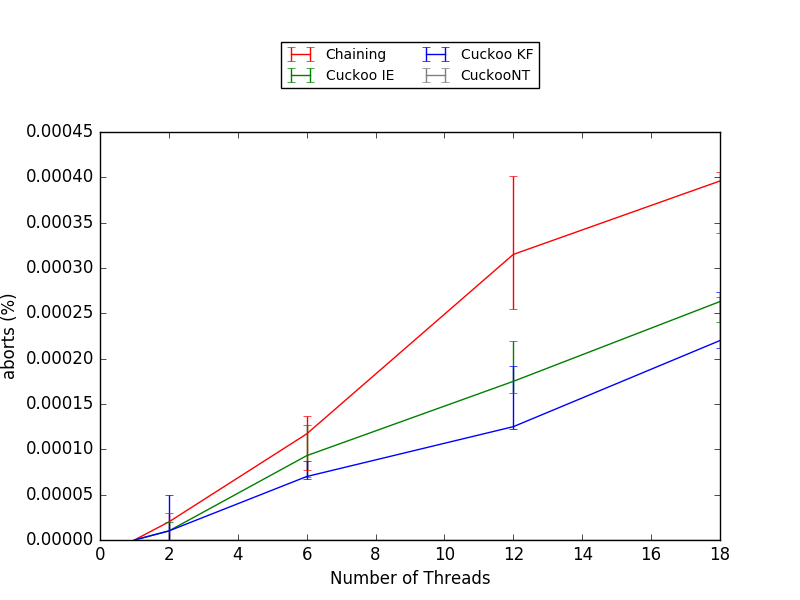 Chaining Cuckoo KF
Cuckoo IE CuckooNT
0.00045
0.00040
0.00035
0.00030
0.00025
0.00020
0.00015
0.00010
0.00005
0.00000
aborts (%)
0 2 4 6 8 10 12 14 16 18
Number of Threads